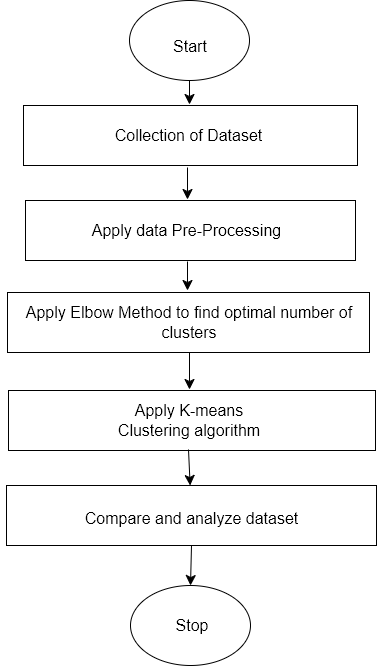 Start
Collection of Dataset
Apply data Pre-Processing
Apply Elbow Method to find optimal number of
clusters
Apply K-means
Clustering algorithm
Compare and analyze dataset
Stop